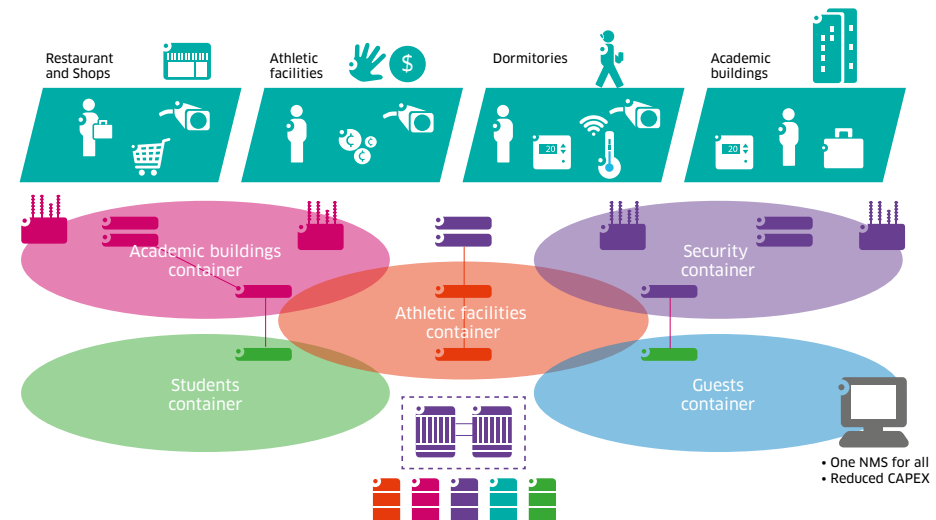 Restaurant
and Shops
Athletic
facilities
$
Dormitories
Academic
buildings
¢
¢
¢
20
20
Academic buildings
container
Security
container
Athletic facilities
container
Students
container
Guests
container
• One NMS for all
• Reduced CAPEX